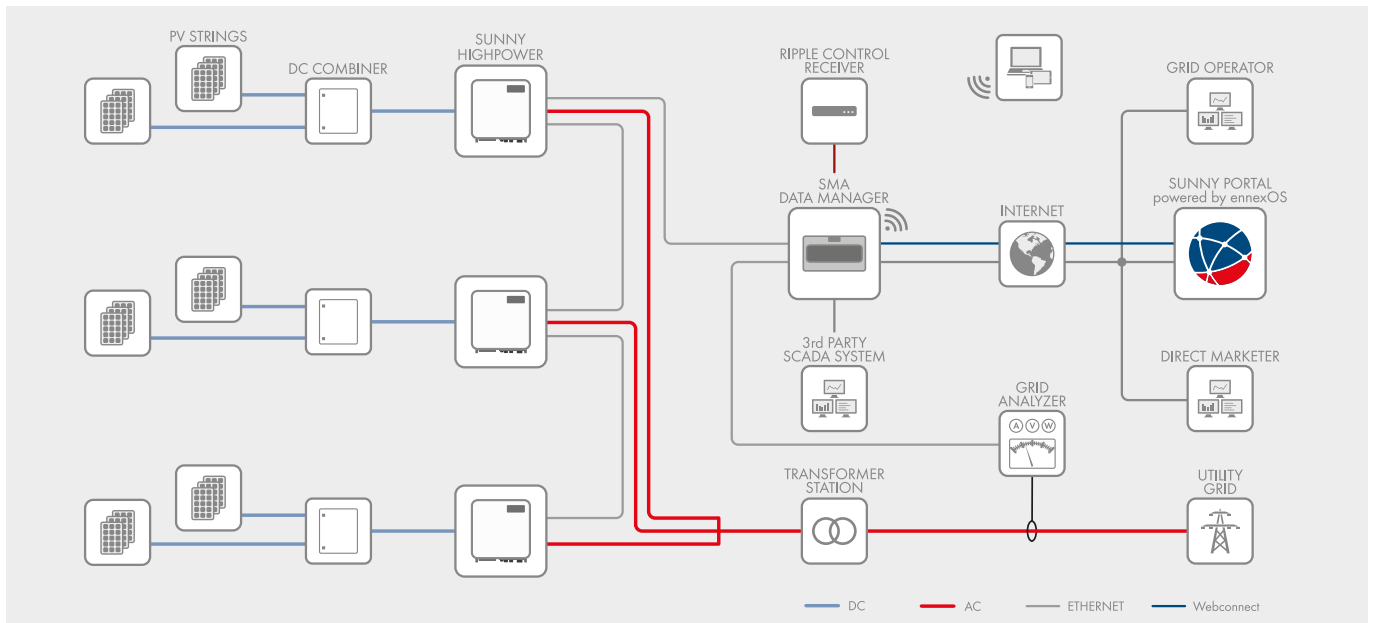 PV STRINGS
DC COMBINER
SUNNY
HIGHPOWER
RIPPLE CONTROL
RECEIVER
GRID OPERATOR
SMA
DATA MANAGER
INTERNET
SUNNY PORTAL
powered by ennexOS
3rd PARTY
SCADA SYSTEM
GRID
ANALYZER
A V W
DIRECT MARKETER
TRANSFORMER
STATION
UTILITY
GRID
DC
AC
ETHERNET
Webconnect